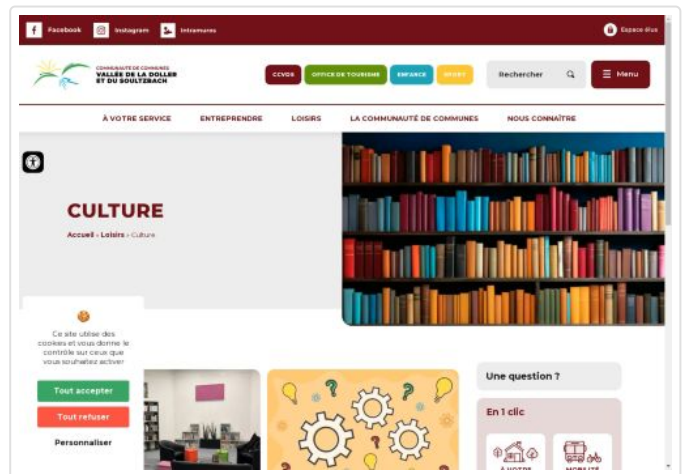 Facebook
Instagram
Intramuros
Espace élus
COMMUNAUTÉ DE COMMUNES
VALLÉE DE LA DOLLER
ET DU SOULTZBACH
CCVDS
OFFICE DE TOURISME
ENFANCE
SPORT
Rechercher
Menu
À VOTRE SERVICE
ENTREPRENDRE
LOISIRS
LA COMMUNAUTÉ DE COMMUNES
NOUS CONNAÎTRE
CULTURE
Accueil » Loisirs » Culture
Ce site utilise des
cookies et vous donne le
contrôle sur ceux que
vous souhaitez activer
Tout accepter
Tout refuser
Personnaliser
Une question ?
En 1 clic
À VOTRE
MOBILITÉ